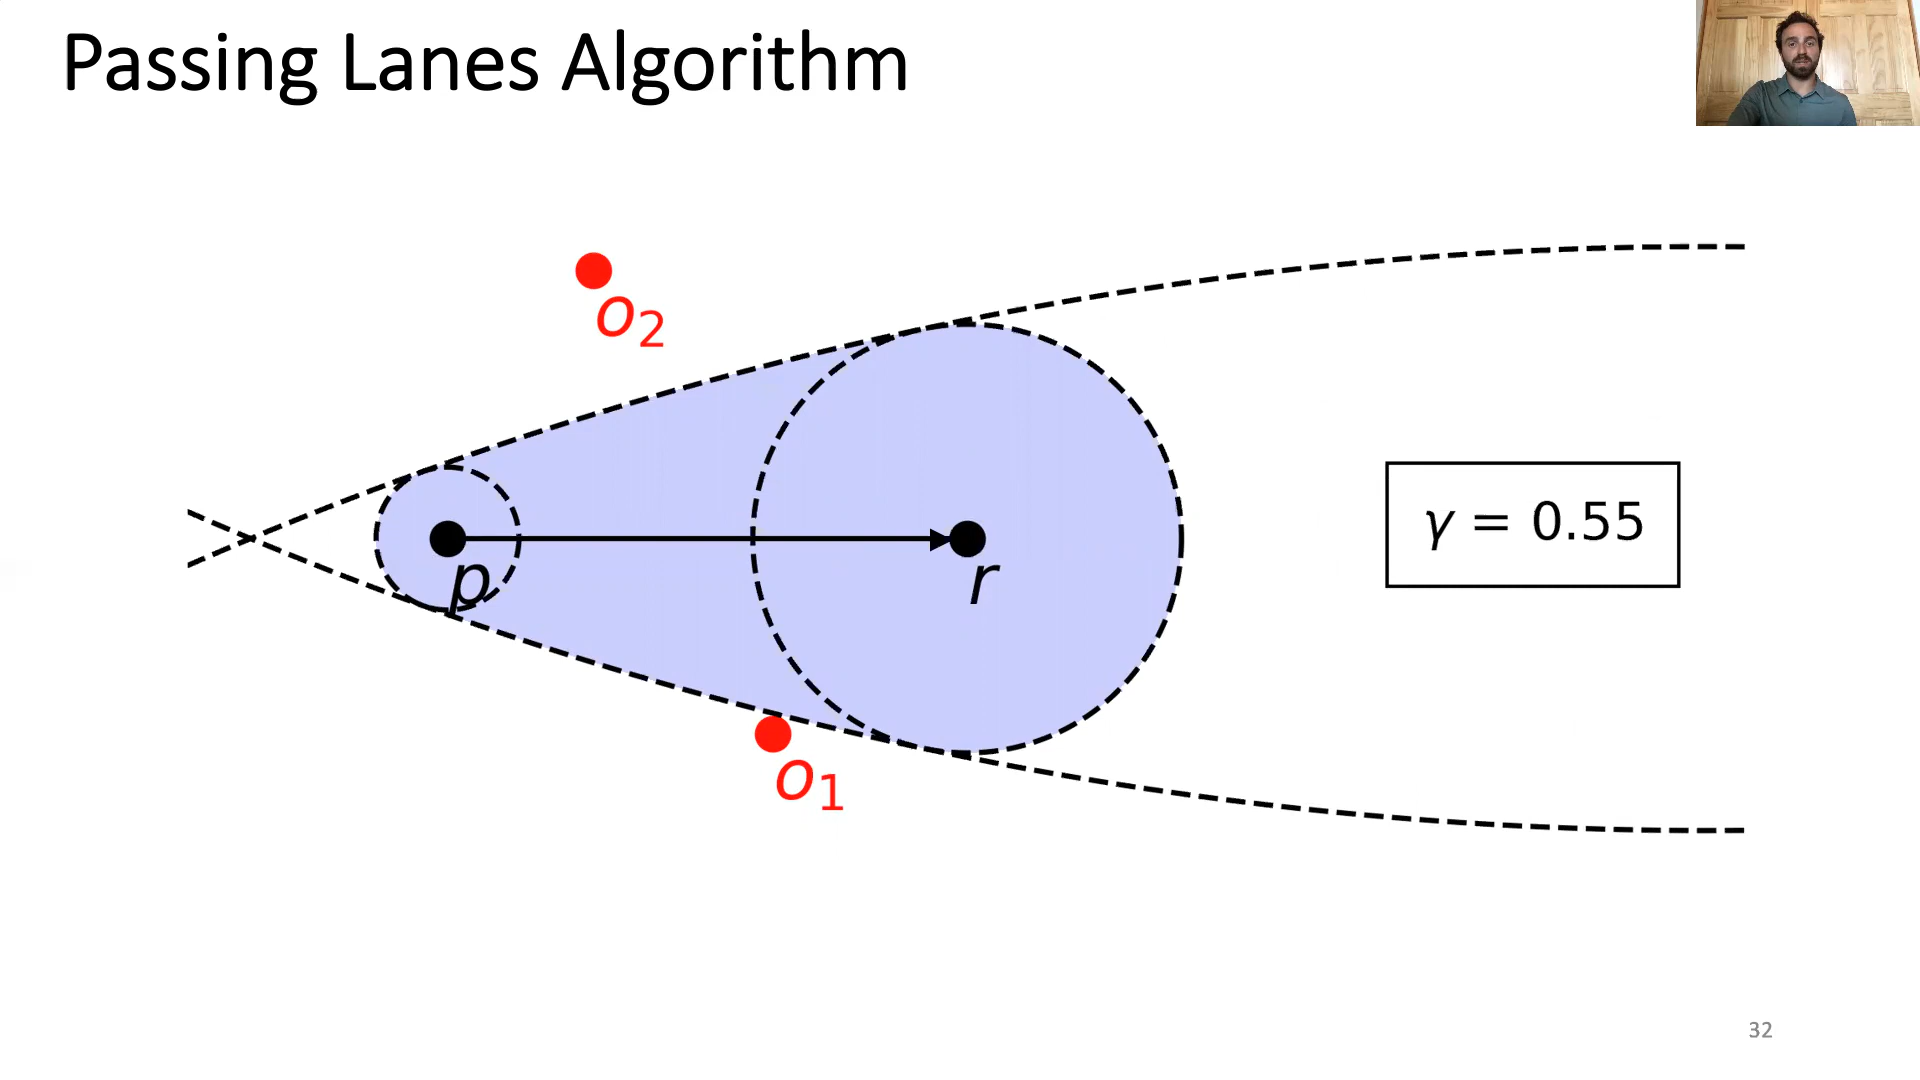 Passing Lanes Algorithm
o₂
γ = 0.55
p
r
o₁
32